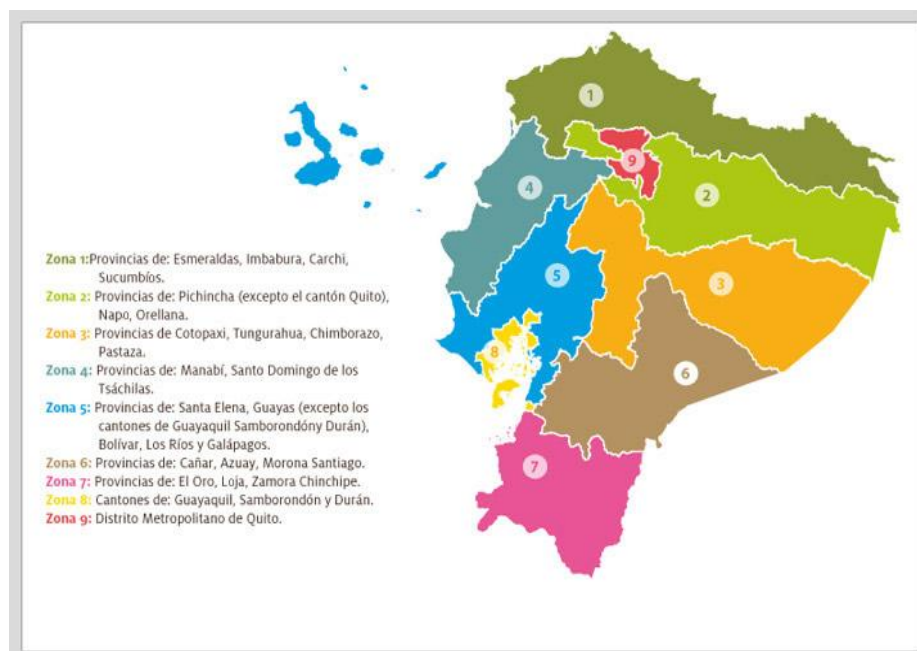 1
9
4
2
5
3
8
6
7
Zona 1:Provincias de: Esmeraldas, Imbabura, Carchi,
Sucumbíos.
Zona 2: Provincias de: Pichincha (excepto el cantón Quito),
Napo, Orellana.
Zona 3: Provincias de Cotopaxi, Tungurahua, Chimborazo,
Pastaza.
Zona 4: Provincias de: Manabí, Santo Domingo de los
Tsáchilas.
Zona 5: Provincias de: Santa Elena, Guayas (excepto los
cantones de Guayaquil Samborondóny Durán),
Bolívar, Los Ríos y Galápagos.
Zona 6: Provincias de: Cañar, Azuay, Morona Santiago.
Zona 7: Provincias de: El Oro, Loja, Zamora Chinchipe.
Zona 8: Cantones de: Guayaquil, Samborondón y Durán.
Zona 9: Distrito Metropolitano de Quito.